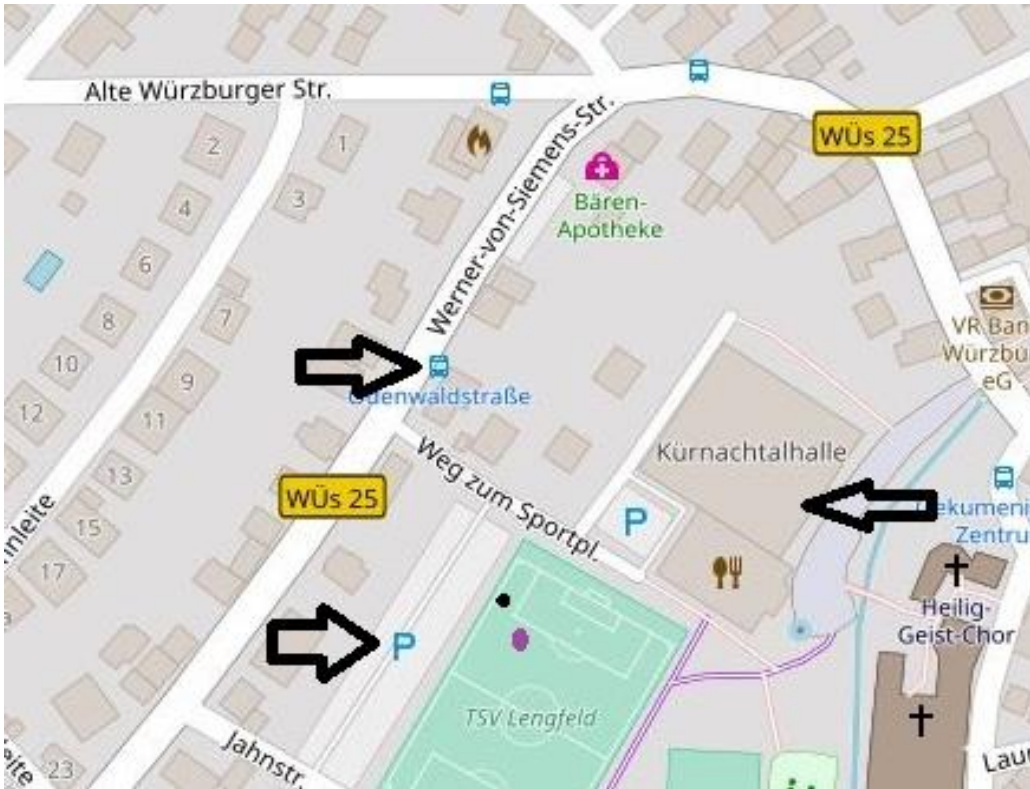 Alte Würzburger Str.
WÜs 25
Werner-von-Siemens-Str.
Bären-
Apotheke
2
1
4
3
6
8
7
10
9
12
11
13
15
17
23
VR Ban
Würzbu
eG
Odenwaldstraße
Kürnachtalhalle
Weg zum Sportpl.
WÜs 25
P
Zentru
Heilig-
Geist-Chor
P
TSV Lengfeld
Jahnstr.
nleite
leite
Laur